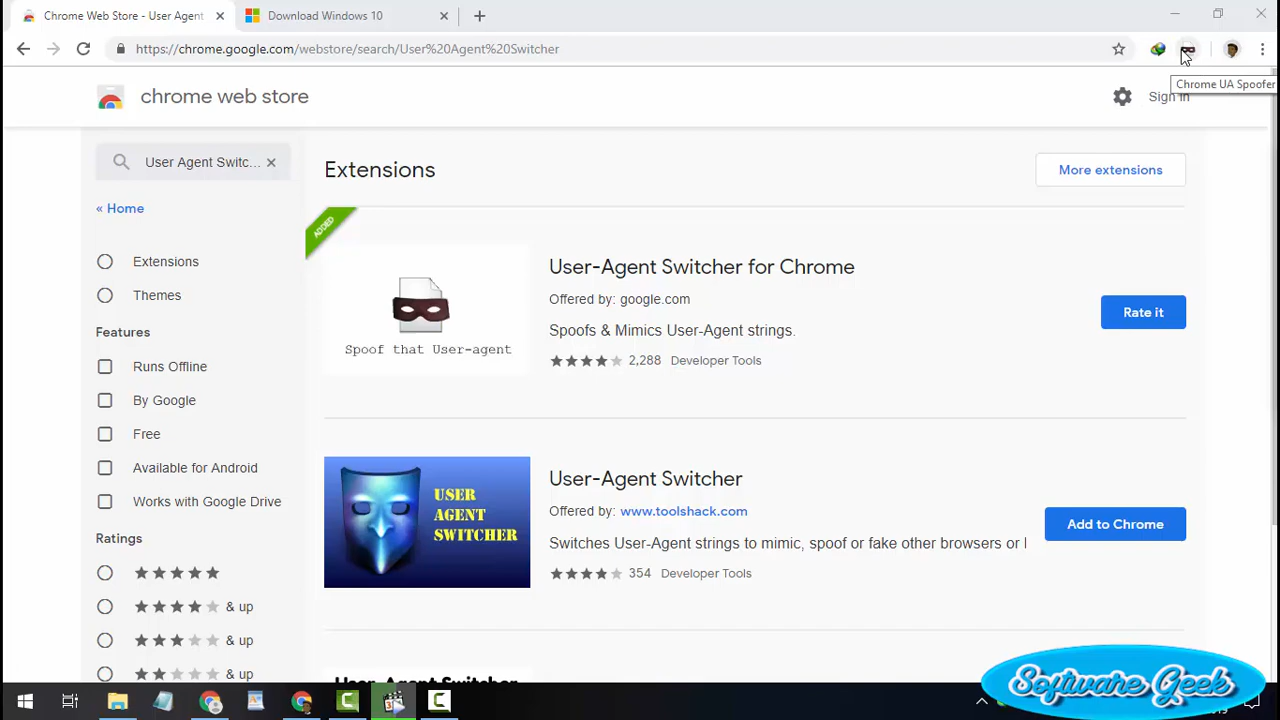 Chrome Web Store - User Agent
Download Windows 10
https://chrome.google.com/webstore/search/User%20Agent%20Switcher
Chrome UA Spoofer
chrome web store
Sign in
User Agent Switc...
« Home
Extensions
Themes
Features
Runs Offline
By Google
Free
Available for Android
Works with Google Drive
Ratings
& up
& up
& up
Extensions
More extensions
ADDED
Spoof that User-agent
User-Agent Switcher for Chrome
Offered by: google.com
Spoofs & Mimics User-Agent strings.
2,288 Developer Tools
Rate it
USER
AGENT
SWITCHER
User-Agent Switcher
Offered by: www.toolshack.com
Switches User-Agent strings to mimic, spoof or fake other browsers or
354 Developer Tools
Add to Chrome
User-Agent Switcher
Software Geek